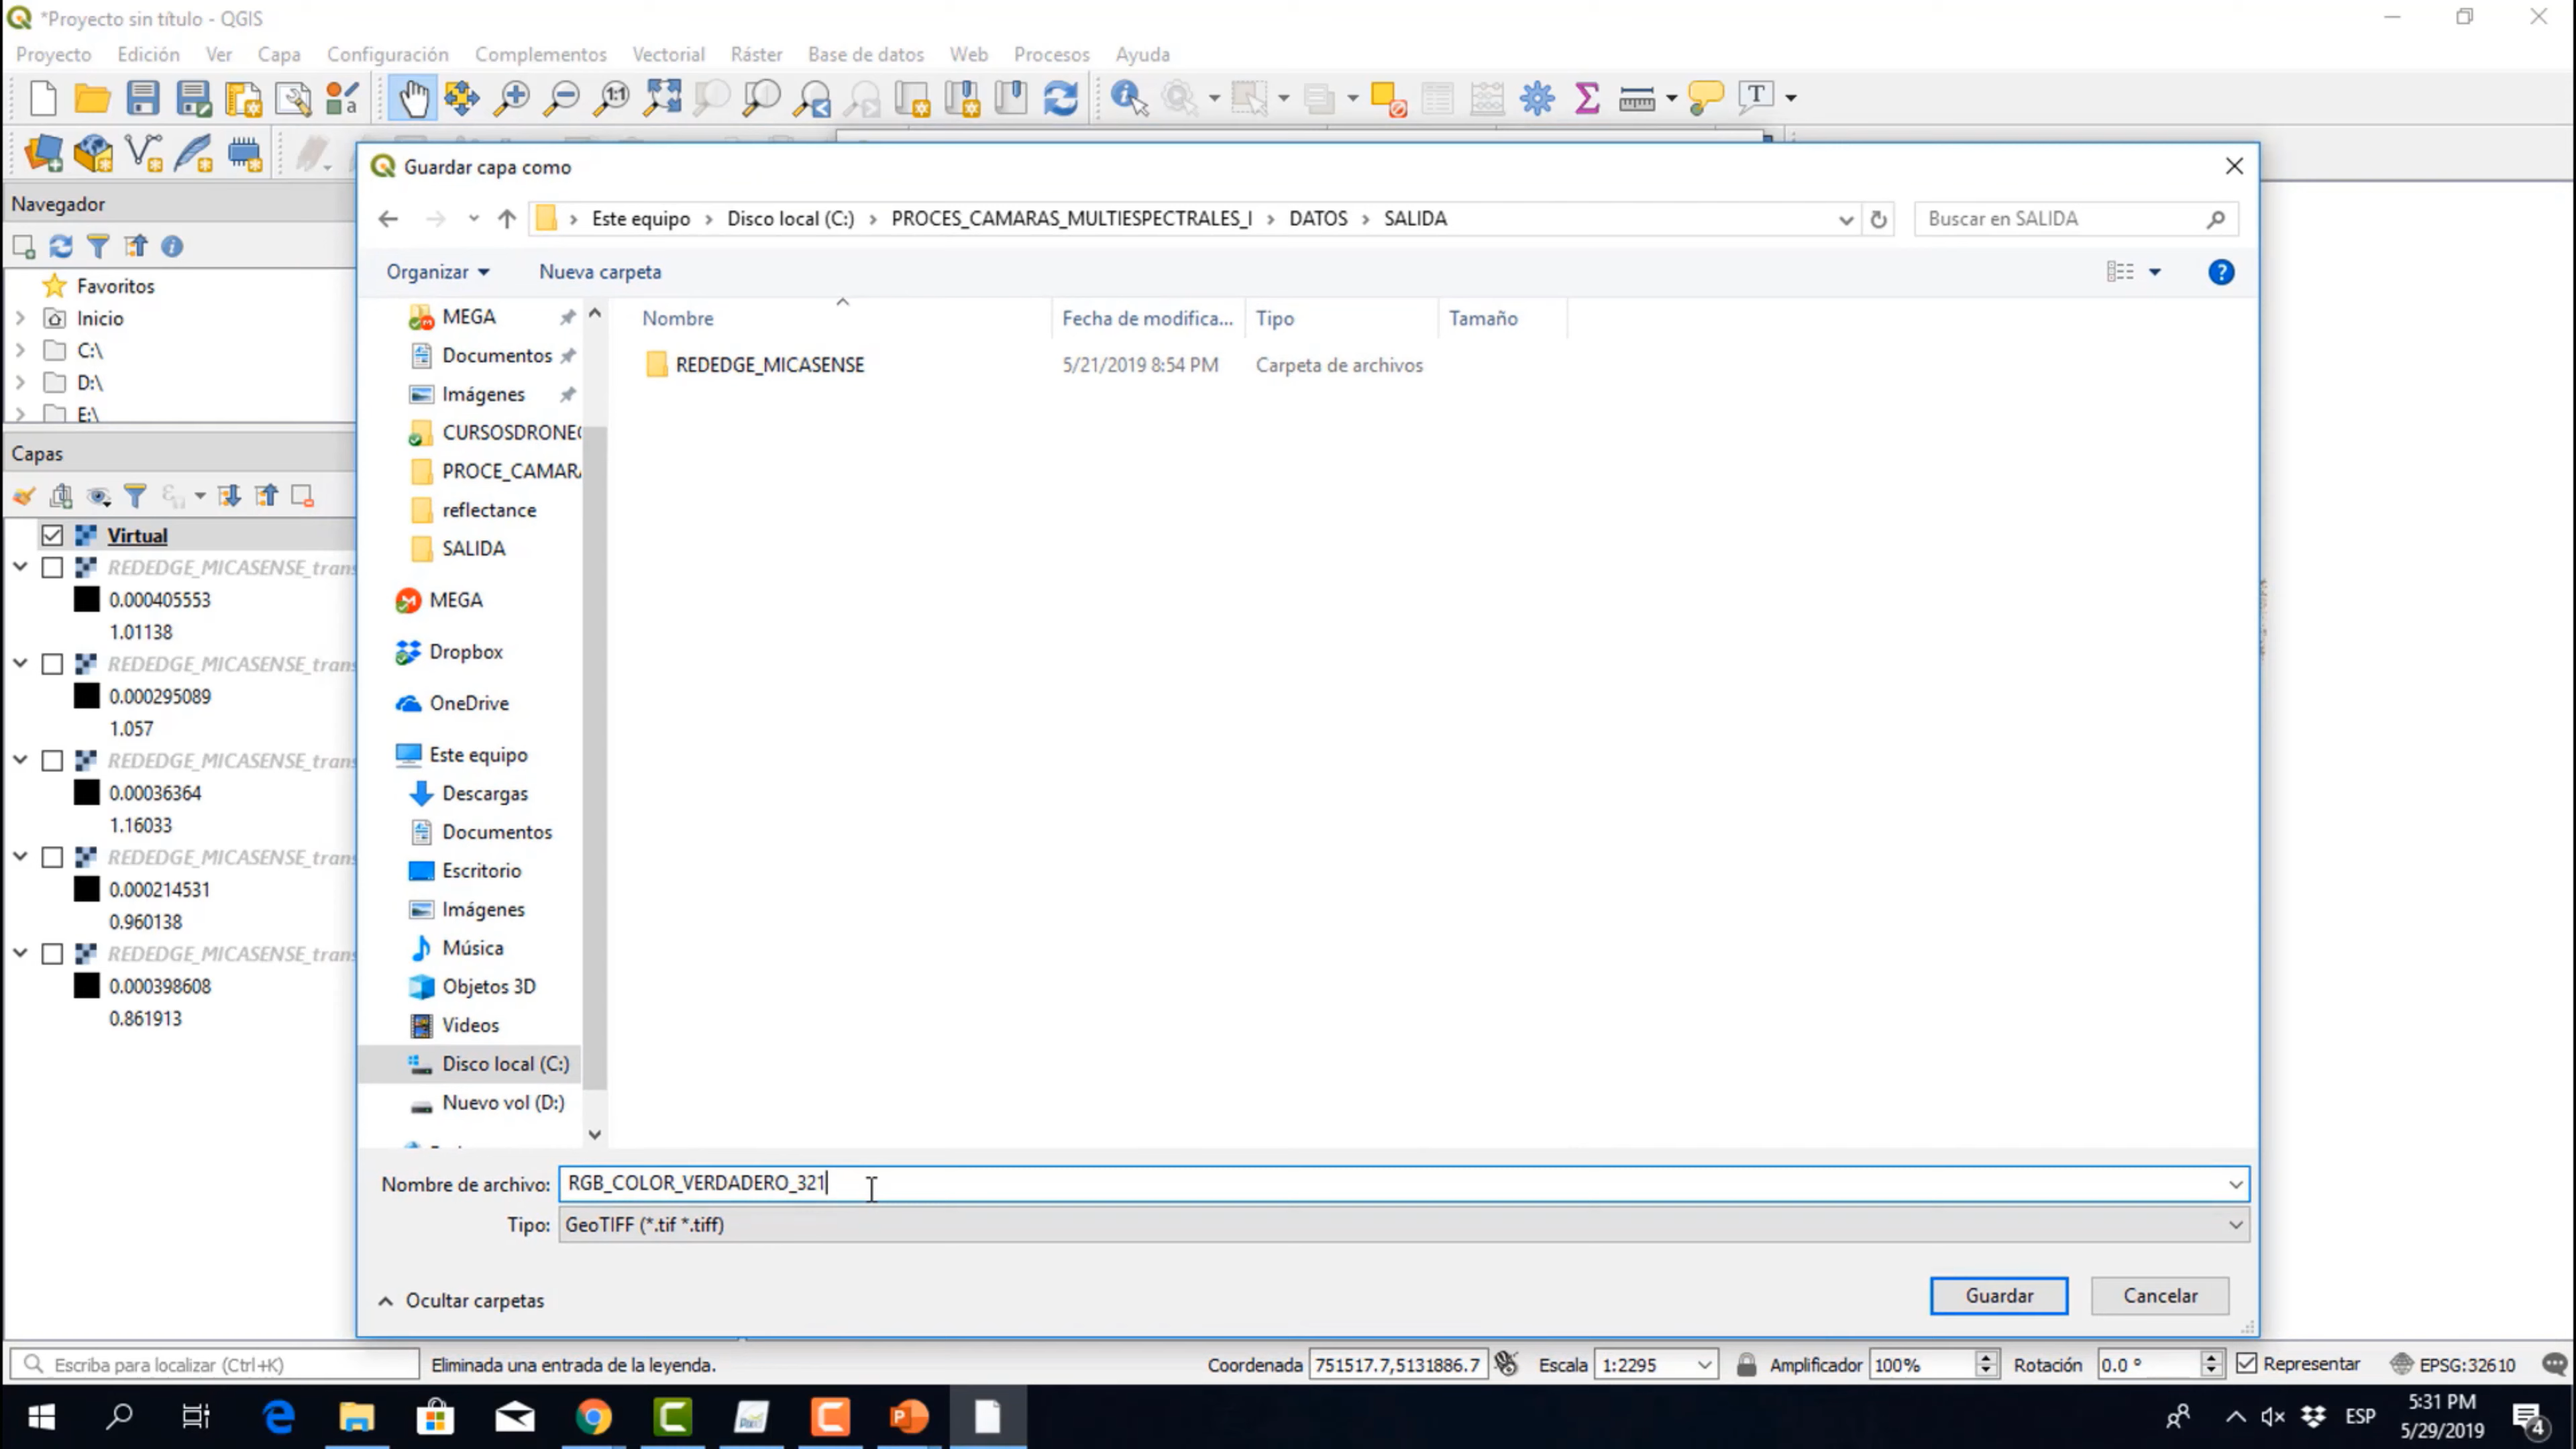 *Proyecto sin título - QGIS
Proyecto Edición Ver Capa Configuración Complementos Vectorial Ráster Base de datos Web Procesos Ayuda
Guardar capa como
Este equipo › Disco local (C:) › PROCES_CAMARAS_MULTIESPECTRALES_I › DATOS › SALIDA
Buscar en SALIDA
Organizar
Nueva carpeta
Navegador
Favoritos
Inicio
C:\
D:\
E:\
Capas
Virtual
REDEDGE_MICASENSE_trans
0.000405553
1.01138
REDEDGE_MICASENSE_trans
0.000295089
1.057
REDEDGE_MICASENSE_trans
0.00036364
1.16033
REDEDGE_MICASENSE_trans
0.000214531
0.960138
REDEDGE_MICASENSE_trans
0.000398608
0.861913
MEGA
Documentos
Imágenes
CURSOSDRONE
PROCE_CAMARA
reflectance
SALIDA
MEGA
Dropbox
OneDrive
Este equipo
Descargas
Documentos
Escritorio
Imágenes
Música
Objetos 3D
Videos
Disco local (C:)
Nuevo vol (D:)
Nombre Fecha de modifica... Tipo Tamaño
REDEDGE_MICASENSE 5/21/2019 8:54 PM Carpeta de archivos
Nombre de archivo: RGB_COLOR_VERDADERO_321
Tipo: GeoTIFF (*.tif *.tiff)
Ocultar carpetas
Guardar
Cancelar
Escriba para localizar (Ctrl+K)
Eliminada una entrada de la leyenda.
Coordenada 751517.7,5131886.7
Escala 1:2295
Amplificador 100%
Rotación 0.0 °
Representar
EPSG:32610
ESP
5:31 PM
5/29/2019
4